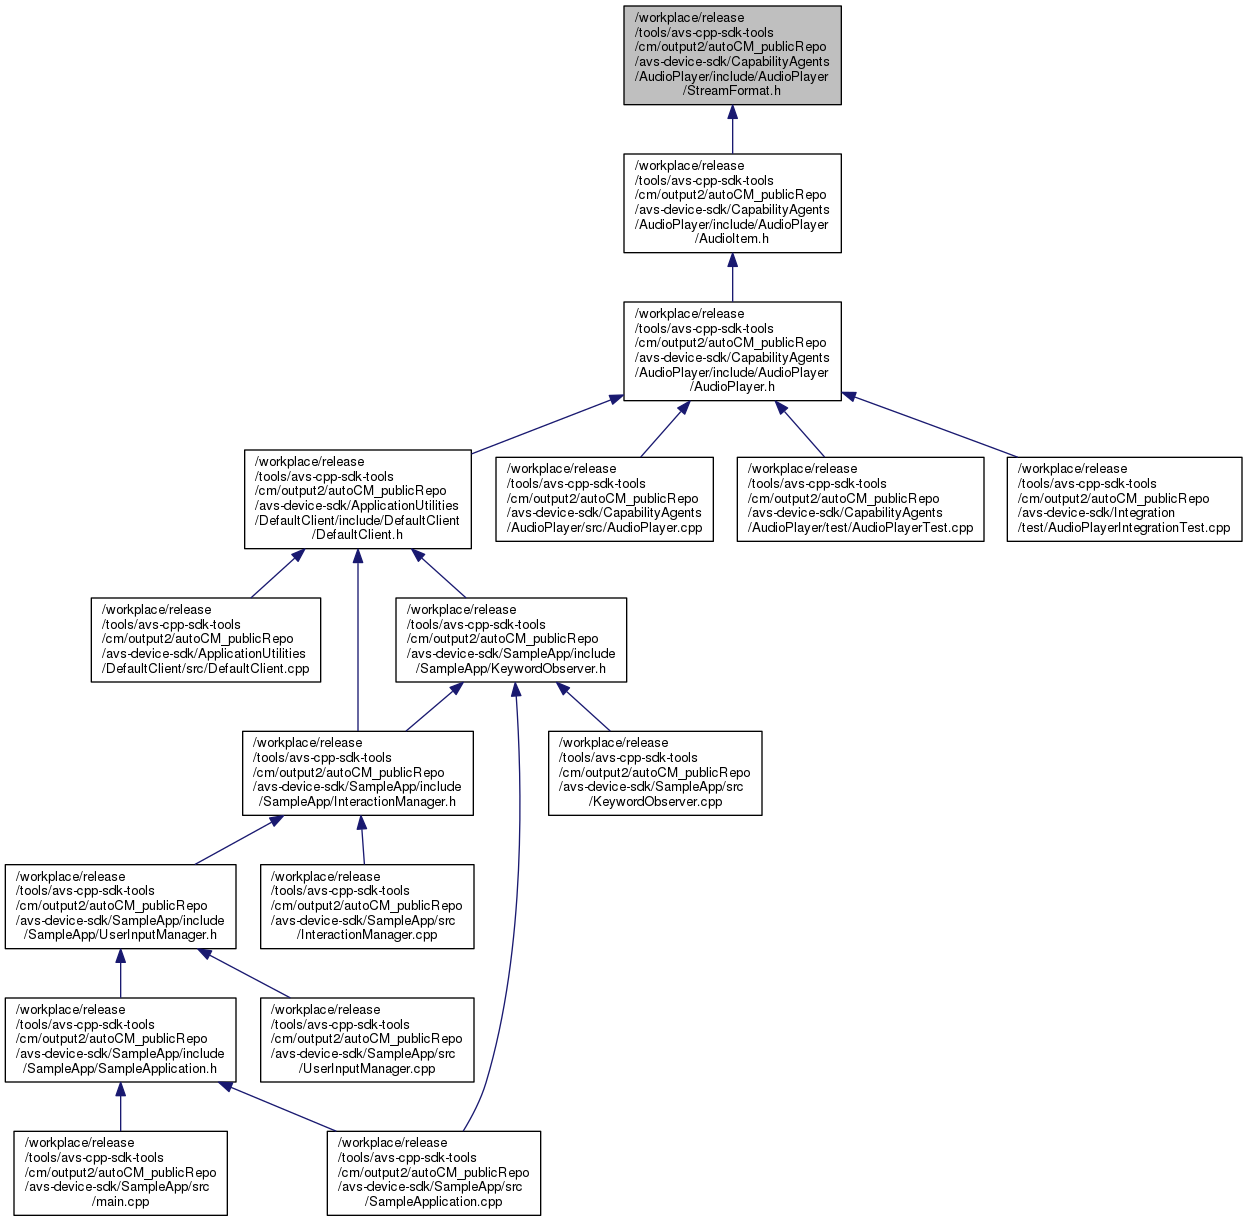 /workplace/release
/tools/avs-cpp-sdk-tools
/cm/output2/autoCM_publicRepo
/avs-device-sdk/CapabilityAgents
/AudioPlayer/include/AudioPlayer
/StreamFormat.h
/workplace/release
/tools/avs-cpp-sdk-tools
/cm/output2/autoCM_publicRepo
/avs-device-sdk/CapabilityAgents
/AudioPlayer/include/AudioPlayer
/AudioItem.h
/workplace/release
/tools/avs-cpp-sdk-tools
/cm/output2/autoCM_publicRepo
/avs-device-sdk/CapabilityAgents
/AudioPlayer/include/AudioPlayer
/AudioPlayer.h
/workplace/release
/tools/avs-cpp-sdk-tools
/cm/output2/autoCM_publicRepo
/avs-device-sdk/ApplicationUtilities
/DefaultClient/include/DefaultClient
/DefaultClient.h
/workplace/release
/tools/avs-cpp-sdk-tools
/cm/output2/autoCM_publicRepo
/avs-device-sdk/CapabilityAgents
/AudioPlayer/src/AudioPlayer.cpp
/workplace/release
/tools/avs-cpp-sdk-tools
/cm/output2/autoCM_publicRepo
/avs-device-sdk/CapabilityAgents
/AudioPlayer/test/AudioPlayerTest.cpp
/workplace/release
/tools/avs-cpp-sdk-tools
/cm/output2/autoCM_publicRepo
/avs-device-sdk/Integration
/test/AudioPlayerIntegrationTest.cpp
/workplace/release
/tools/avs-cpp-sdk-tools
/cm/output2/autoCM_publicRepo
/avs-device-sdk/ApplicationUtilities
/DefaultClient/src/DefaultClient.cpp
/workplace/release
/tools/avs-cpp-sdk-tools
/cm/output2/autoCM_publicRepo
/avs-device-sdk/SampleApp/include
/SampleApp/KeywordObserver.h
/workplace/release
/tools/avs-cpp-sdk-tools
/cm/output2/autoCM_publicRepo
/avs-device-sdk/SampleApp/include
/SampleApp/InteractionManager.h
/workplace/release
/tools/avs-cpp-sdk-tools
/cm/output2/autoCM_publicRepo
/avs-device-sdk/SampleApp/src
/KeywordObserver.cpp
/workplace/release
/tools/avs-cpp-sdk-tools
/cm/output2/autoCM_publicRepo
/avs-device-sdk/SampleApp/include
/SampleApp/UserInputManager.h
/workplace/release
/tools/avs-cpp-sdk-tools
/cm/output2/autoCM_publicRepo
/avs-device-sdk/SampleApp/src
/InteractionManager.cpp
/workplace/release
/tools/avs-cpp-sdk-tools
/cm/output2/autoCM_publicRepo
/avs-device-sdk/SampleApp/include
/SampleApp/SampleApplication.h
/workplace/release
/tools/avs-cpp-sdk-tools
/cm/output2/autoCM_publicRepo
/avs-device-sdk/SampleApp/src
/UserInputManager.cpp
/workplace/release
/tools/avs-cpp-sdk-tools
/cm/output2/autoCM_publicRepo
/avs-device-sdk/SampleApp/src
/main.cpp
/workplace/release
/tools/avs-cpp-sdk-tools
/cm/output2/autoCM_publicRepo
/avs-device-sdk/SampleApp/src
/SampleApplication.cpp